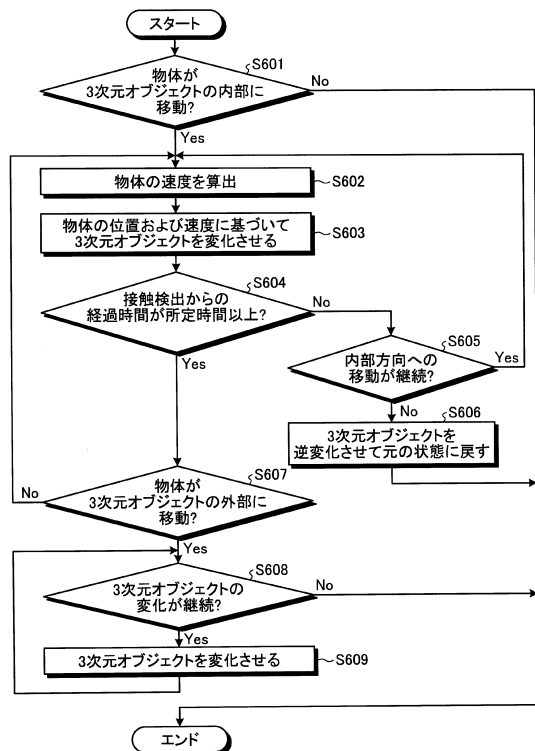 スタート
S601
物体が
3次元オブジェクトの内部に
移動?
No
Yes
物体の速度を算出
S602
物体の位置および速度に基づいて
3次元オブジェクトを変化させる
S603
S604
接触検出からの
経過時間が所定時間以上?
No
Yes
S605
内部方向への
移動が継続?
Yes
No
S606
3次元オブジェクトを
逆変化させて元の状態に戻す
S607
物体が
3次元オブジェクトの外部に
移動?
No
Yes
S608
3次元オブジェクトの
変化が継続?
No
Yes
3次元オブジェクトを変化させる
S609
エンド